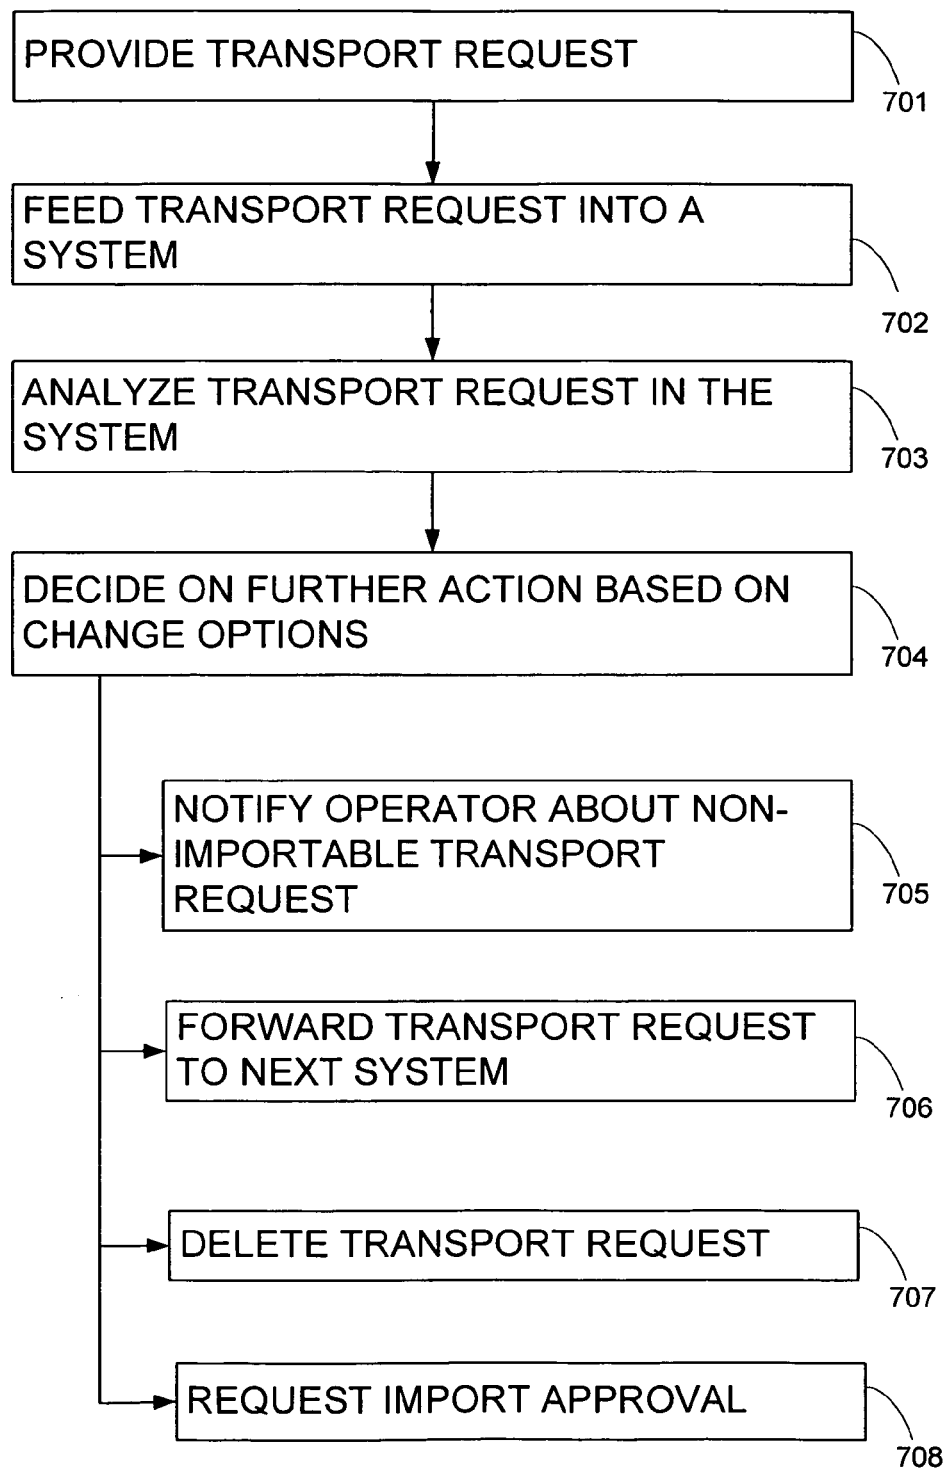 PROVIDE TRANSPORT REQUEST
701
FEED TRANSPORT REQUEST INTO A
SYSTEM
702
ANALYZE TRANSPORT REQUEST IN THE
SYSTEM
703
DECIDE ON FURTHER ACTION BASED ON
CHANGE OPTIONS
704
NOTIFY OPERATOR ABOUT NON-
IMPORTABLE TRANSPORT
REQUEST
705
FORWARD TRANSPORT REQUEST
TO NEXT SYSTEM
706
DELETE TRANSPORT REQUEST
707
REQUEST IMPORT APPROVAL
708